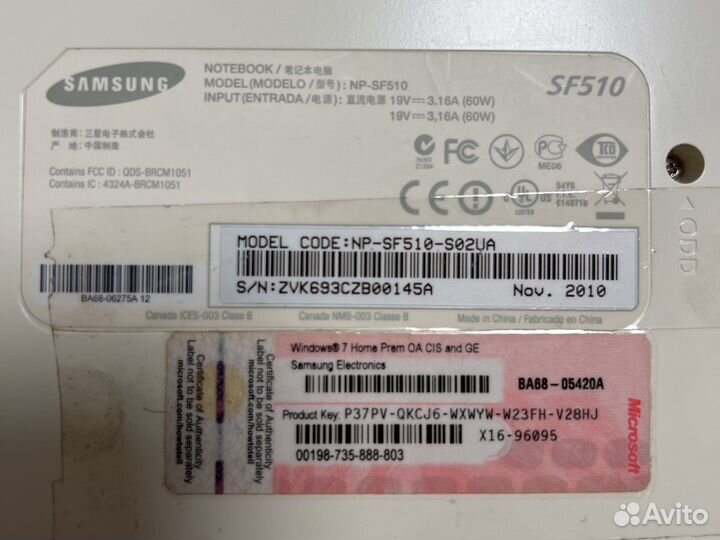 SAMSUNG
NOTEBOOK / 笔记本电脑
MODEL(MODELO / 型号): NP-SF510
INPUT(ENTRADA / 电源): 直流电源 19V⎓3.16A (60W)
19V⎓3,16A (60W)
SF510
制造商: 三星电子株式会社
产 地: 中国制造
Contains FCC ID : QDS-BRCM1051
Contains IC : 4324A-BRCM1051
N363
Z1284
FC
ME06
TCO
CE
UL
US
I.T.E.
10
ODD
MODEL CODE:NP-SF510-S02UA
S/N:ZVK693CZB00145A
Nov. 2010
BA68-06275A 12
Canada ICES-003 Classe B
Canada NMB-003 Classe B
Made in China / Fabricado en China
Certificate of Authenticity
Label not to be sold separately
microsoft.com/howtotell
Certificate of Authenticity
Label not to be sold separately
microsoft.com/howtotell
Windows® 7 Home Prem OA CIS and GE
Samsung Electronics
BA68-05420A
Product Key: P37PV-QKCJ6-WXWYW-W23FH-V28HJ
X16-96095
00198-735-888-803
Microsoft
Avito